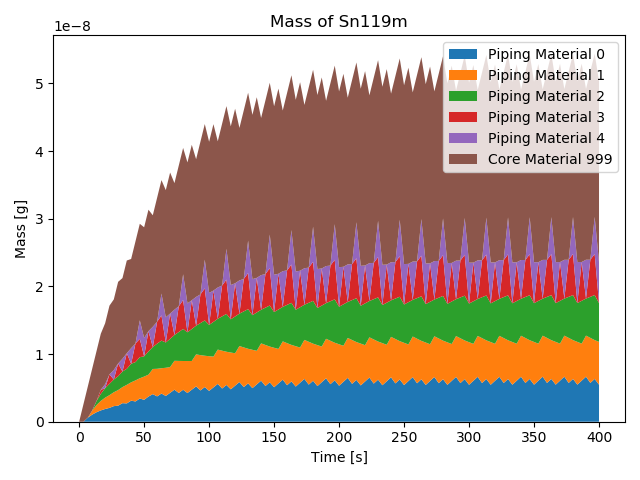 Mass of Sn119m
1e−8
Piping Material 0
Piping Material 1
Piping Material 2
Piping Material 3
Piping Material 4
Core Material 999
Mass [g]
5
4
3
2
1
0
0 50 100 150 200 250 300 350 400
Time [s]